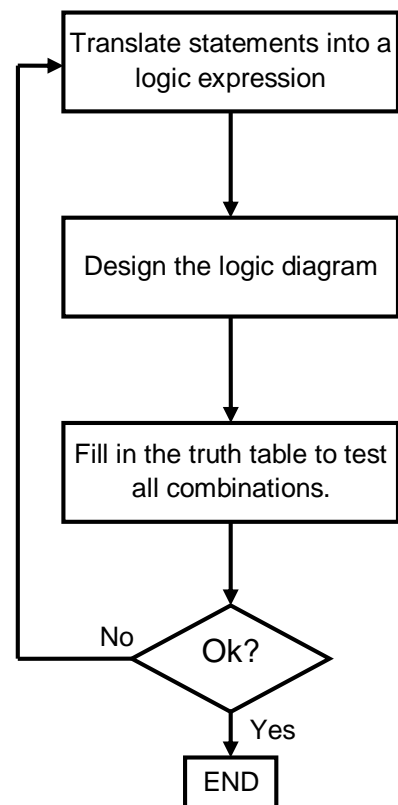 Translate statements into a
logic expression
Design the logic diagram
Fill in the truth table to test
all combinations.
No
Ok?
Yes
END